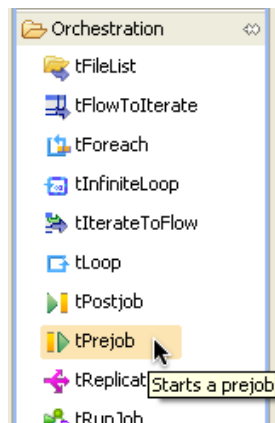 Orchestration
tFileList
tFlowToIterate
tForeach
tInfiniteLoop
tIterateToFlow
tLoop
tPostjob
tPrejob
tReplicat
Starts a prejob
tRunJob